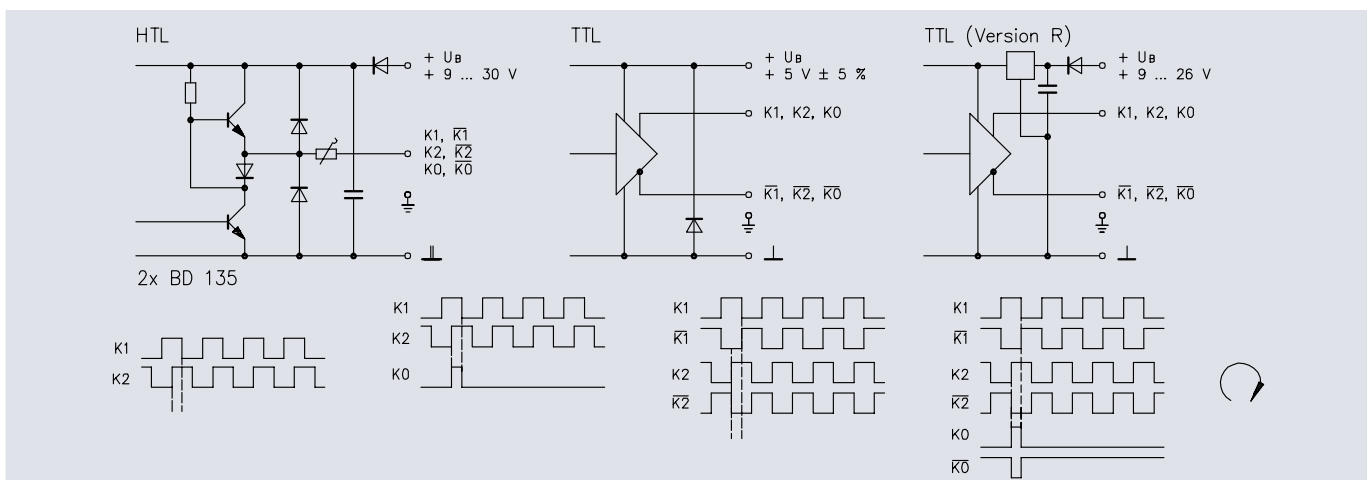 HTL
+ UB
+ 9 ... 30 V
K1, K̅1̅
K2, K̅2̅
K0, K̅0̅
2x BD 135
TTL
+ UB
+ 5 V ± 5 %
K1, K2, K0
K̅1̅, K̅2̅, K̅0̅
TTL (Version R)
+ UB
+ 9 ... 26 V
K1, K2, K0
K̅1̅, K̅2̅, K̅0̅
K1
K2
K1
K2
K0
K1
K̅1̅
K2
K̅2̅
K1
K̅1̅
K2
K̅2̅
K0
K̅0̅